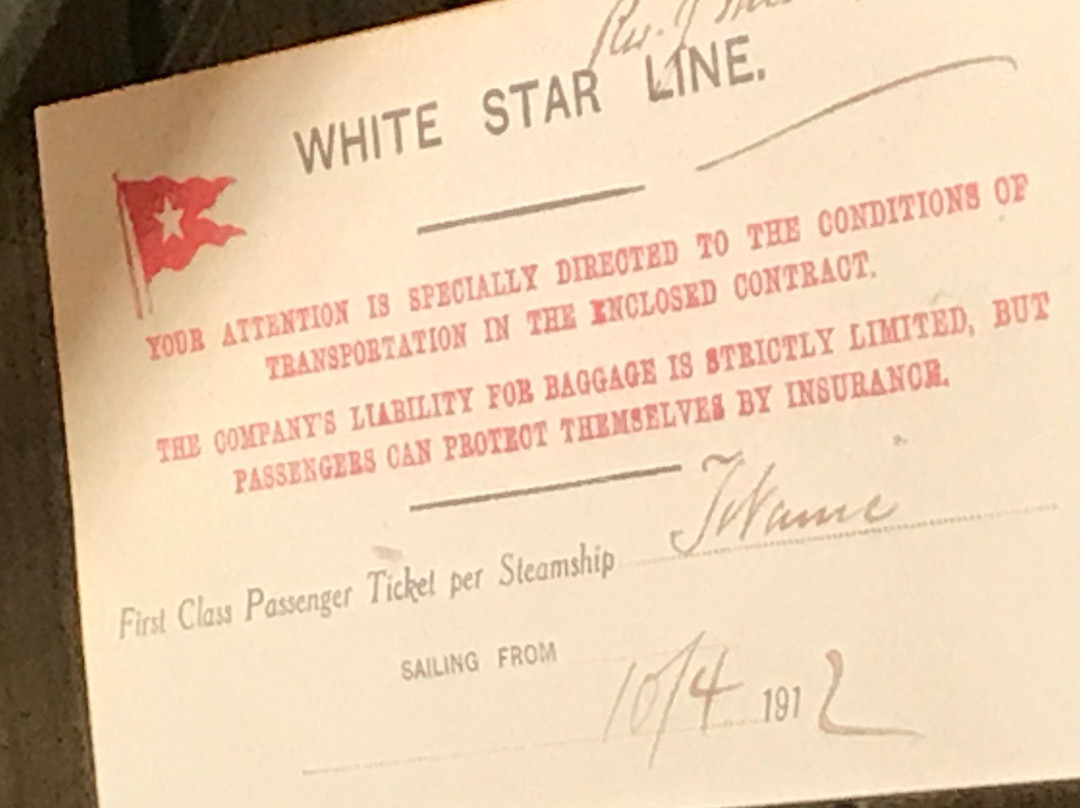 Rev. J
WHITE STAR LINE.
YOUR ATTENTION IS SPECIALLY DIRECTED TO THE CONDITIONS OF
TRANSPORTATION IN THE ENCLOSED CONTRACT.
THE COMPANY'S LIABILITY FOR BAGGAGE IS STRICTLY LIMITED, BUT
PASSENGERS CAN PROTECT THEMSELVES BY INSURANCE.
First Class Passenger Ticket per Steamship Titanic
SAILING FROM
10/4 1912